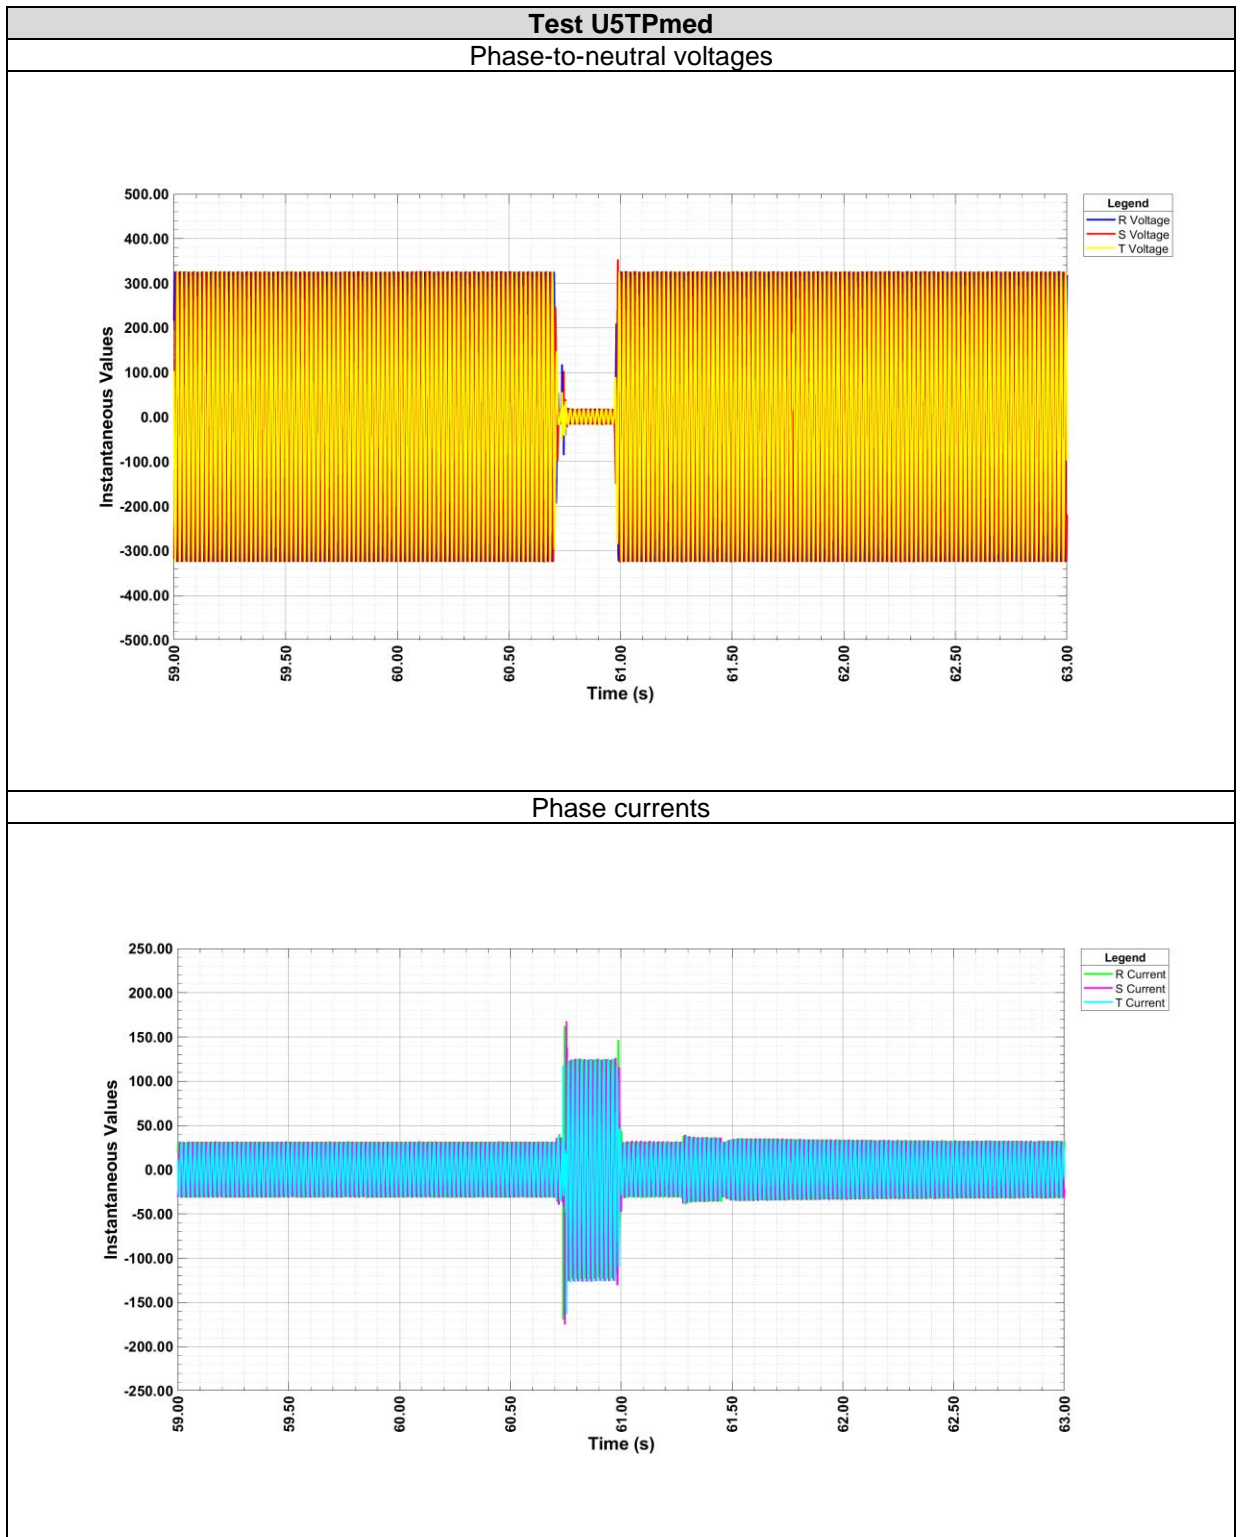 Test U5TPmed
Phase-to-neutral voltages
500.00
400.00
300.00
200.00
100.00
0.00
-100.00
-200.00
-300.00
-400.00
-500.00
Instantaneous Values
59.00
59.50
60.00
60.50
61.00
61.50
62.00
62.50
63.00
Time (s)
Legend
R Voltage
S Voltage
T Voltage
Phase currents
250.00
200.00
150.00
100.00
50.00
0.00
-50.00
-100.00
-150.00
-200.00
-250.00
Instantaneous Values
59.00
59.50
60.00
60.50
61.00
61.50
62.00
62.50
63.00
Time (s)
Legend
R Current
S Current
T Current